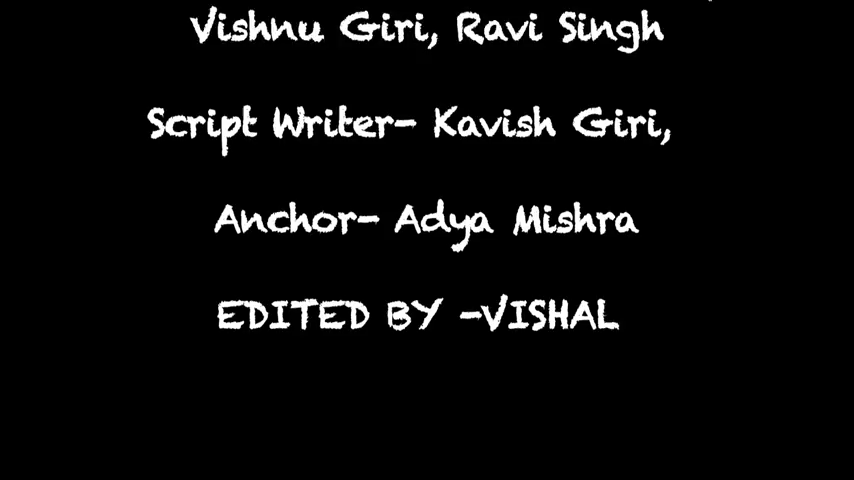 Vishnu Giri, Ravi Singh
Script Writer- Kavish Giri,
Anchor- Adya Mishra
EDITED BY -VISHAL